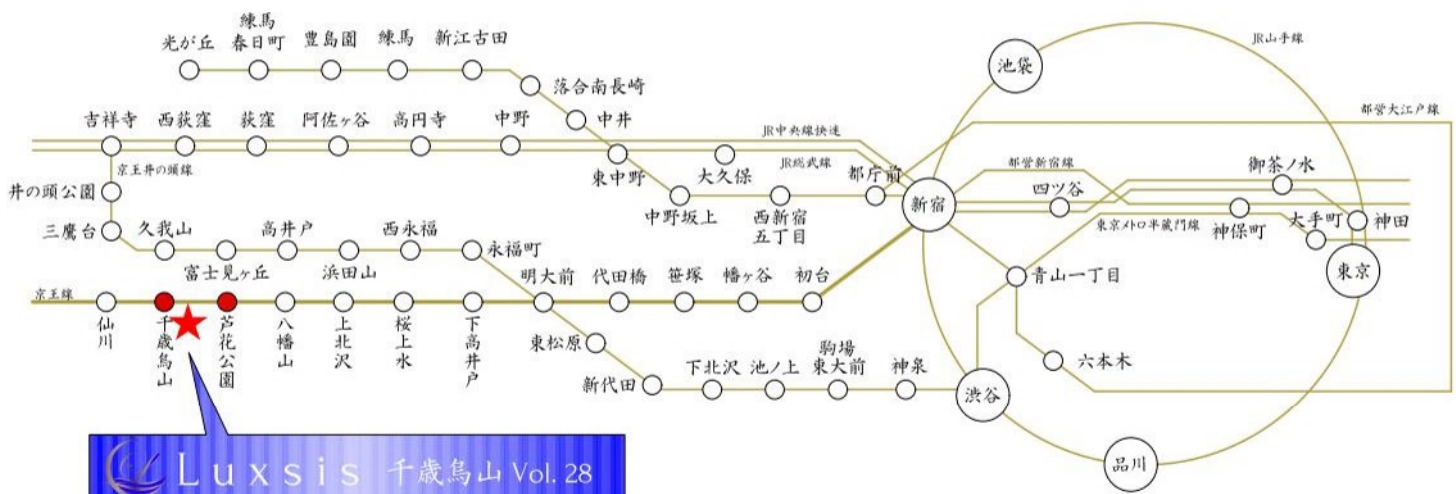 光が丘
練馬
春日町
豊島園
練馬
新江古田
落合南長崎
中井
池袋
JR山手線
都営大江戸線
吉祥寺
西荻窪
荻窪
阿佐ヶ谷
高円寺
中野
JR中央線快速
JR総武線
京王井の頭線
東中野
大久保
都庁前
都営新宿線
御茶ノ水
四ツ谷
井の頭公園
中野坂上
西新宿
五丁目
新宿
神保町
大手町
神田
東京メトロ半蔵門線
三鷹台
久我山
高井戸
西永福
永福町
富士見ヶ丘
浜田山
明大前
代田橋
笹塚
幡ヶ谷
初台
青山一丁目
東京
京王線
仙川
千歳烏山
芦花公園
八幡山
上北沢
桜上水
下高井戸
東松原
新代田
下北沢
池ノ上
駒場
東大前
神泉
渋谷
六本木
品川
Luxsis 千歳烏山 Vol. 28